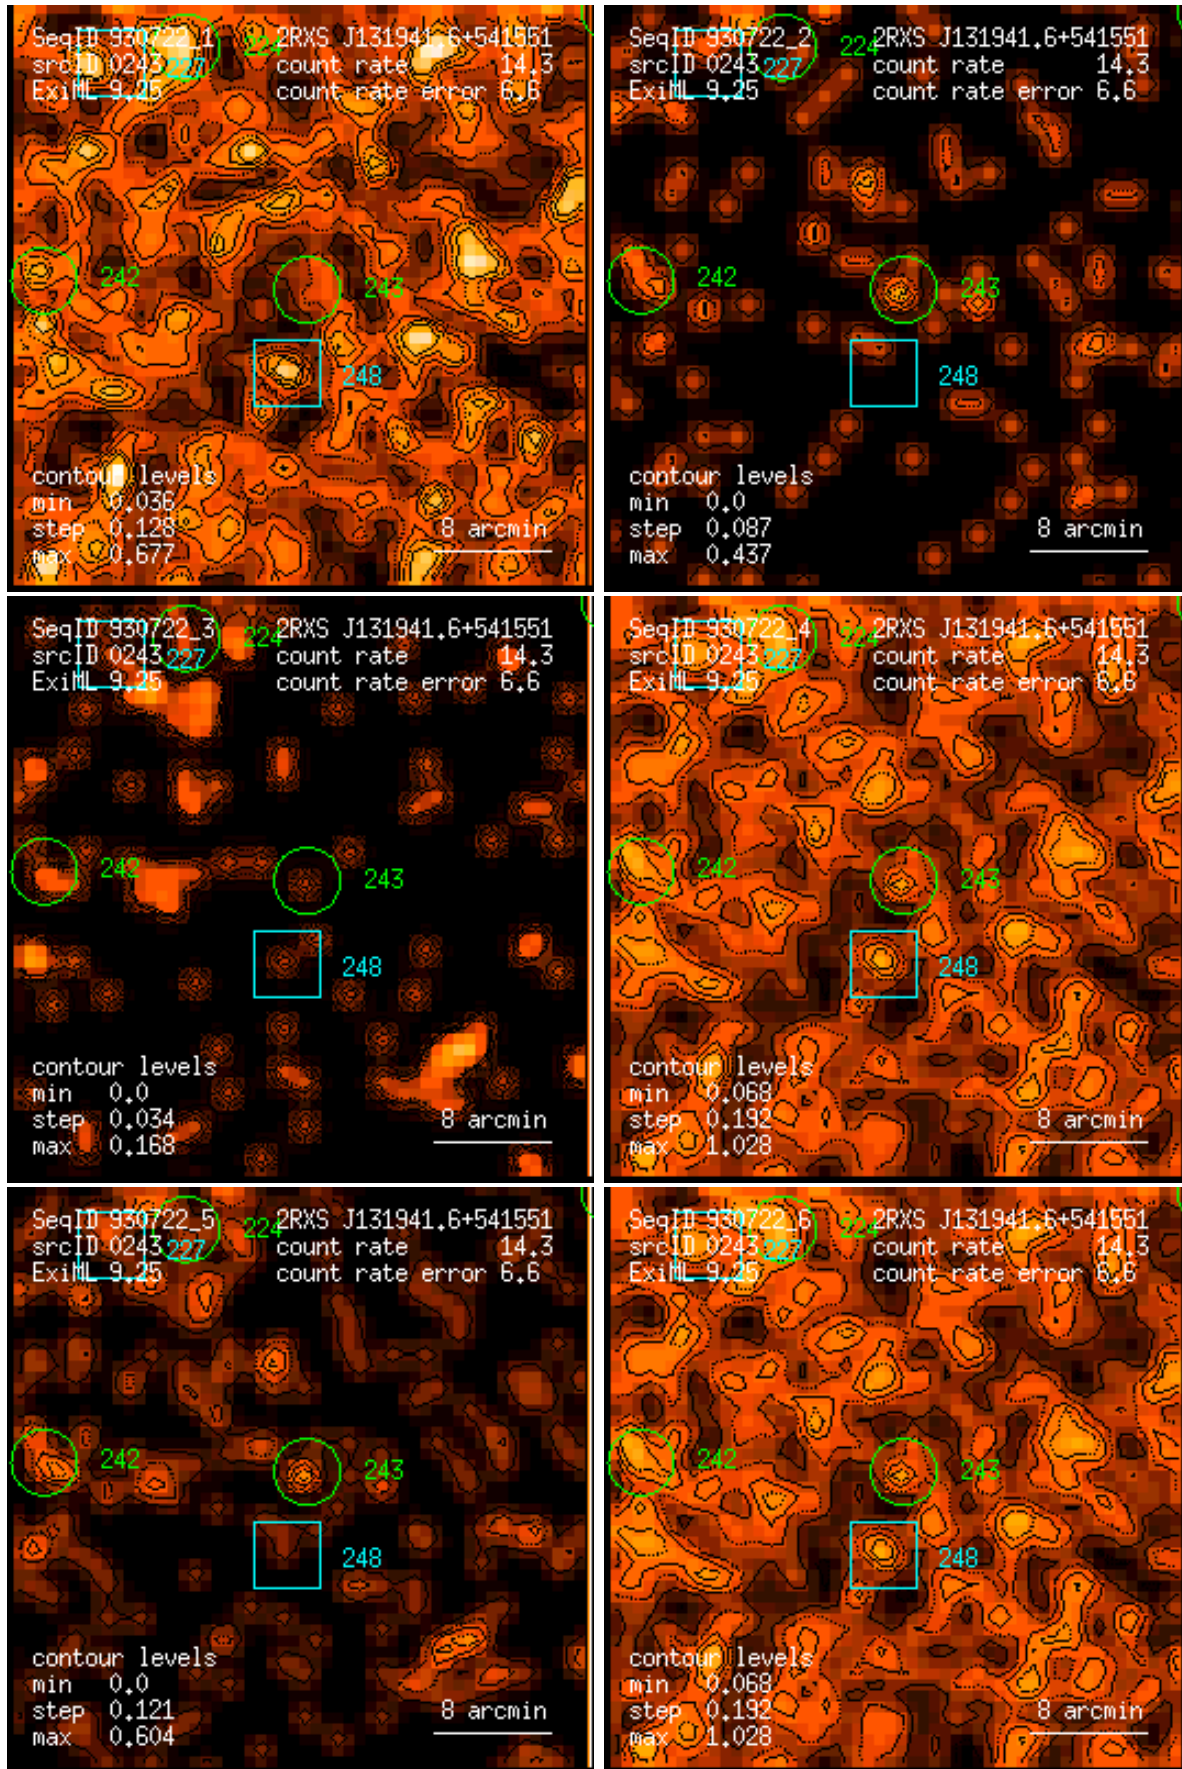 SeqID 930722_1 224 2RXS J131941.6+541551
srcID 0243 227 count rate 14.3
ExiML 9.25 count rate error 6.6
242
243
248
contour levels
min 0.036
step 0.128 8 arcmin
max 0.677
SeqID 930722_2 224 2RXS J131941.6+541551
srcID 0243 227 count rate 14.3
ExiML 9.25 count rate error 6.6
242
243
248
contour levels
min 0.0
step 0.087 8 arcmin
max 0.437
SeqID 930722_3 224 2RXS J131941.6+541551
srcID 0243 227 count rate 14.3
ExiML 9.25 count rate error 6.6
242
243
248
contour levels
min 0.0
step 0.034 8 arcmin
max 0.168
SeqID 930722_4 224 2RXS J131941.6+541551
srcID 0243 227 count rate 14.3
ExiML 9.25 count rate error 6.6
242
243
248
contour levels
min 0.068
step 0.192 8 arcmin
max 1.028
SeqID 930722_5 224 2RXS J131941.6+541551
srcID 0243 227 count rate 14.3
ExiML 9.25 count rate error 6.6
242
243
248
contour levels
min 0.0
step 0.121 8 arcmin
max 0.604
SeqID 930722_6 224 2RXS J131941.6+541551
srcID 0243 227 count rate 14.3
ExiML 9.25 count rate error 6.6
242
243
248
contour levels
min 0.068
step 0.192 8 arcmin
max 1.028